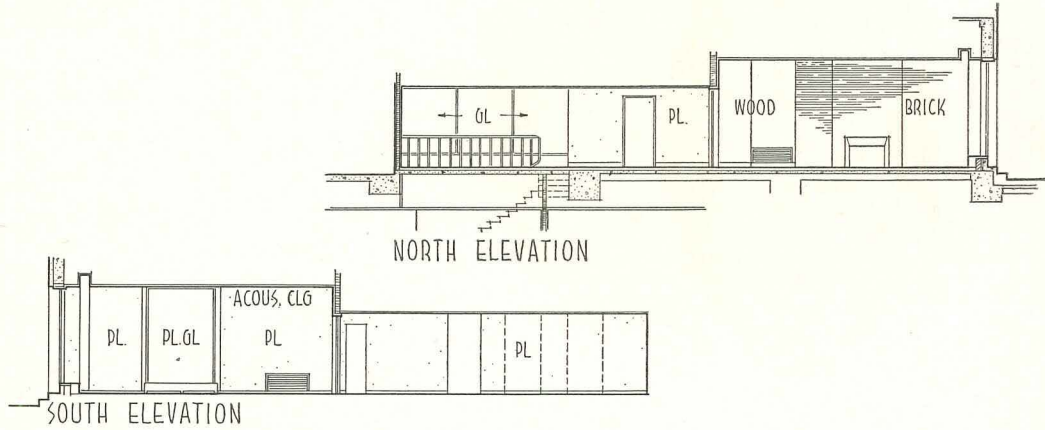 GL
PL.
WOOD
BRICK
NORTH ELEVATION
ACOUS, CLG
PL.
PL.GL
PL
PL
SOUTH ELEVATION